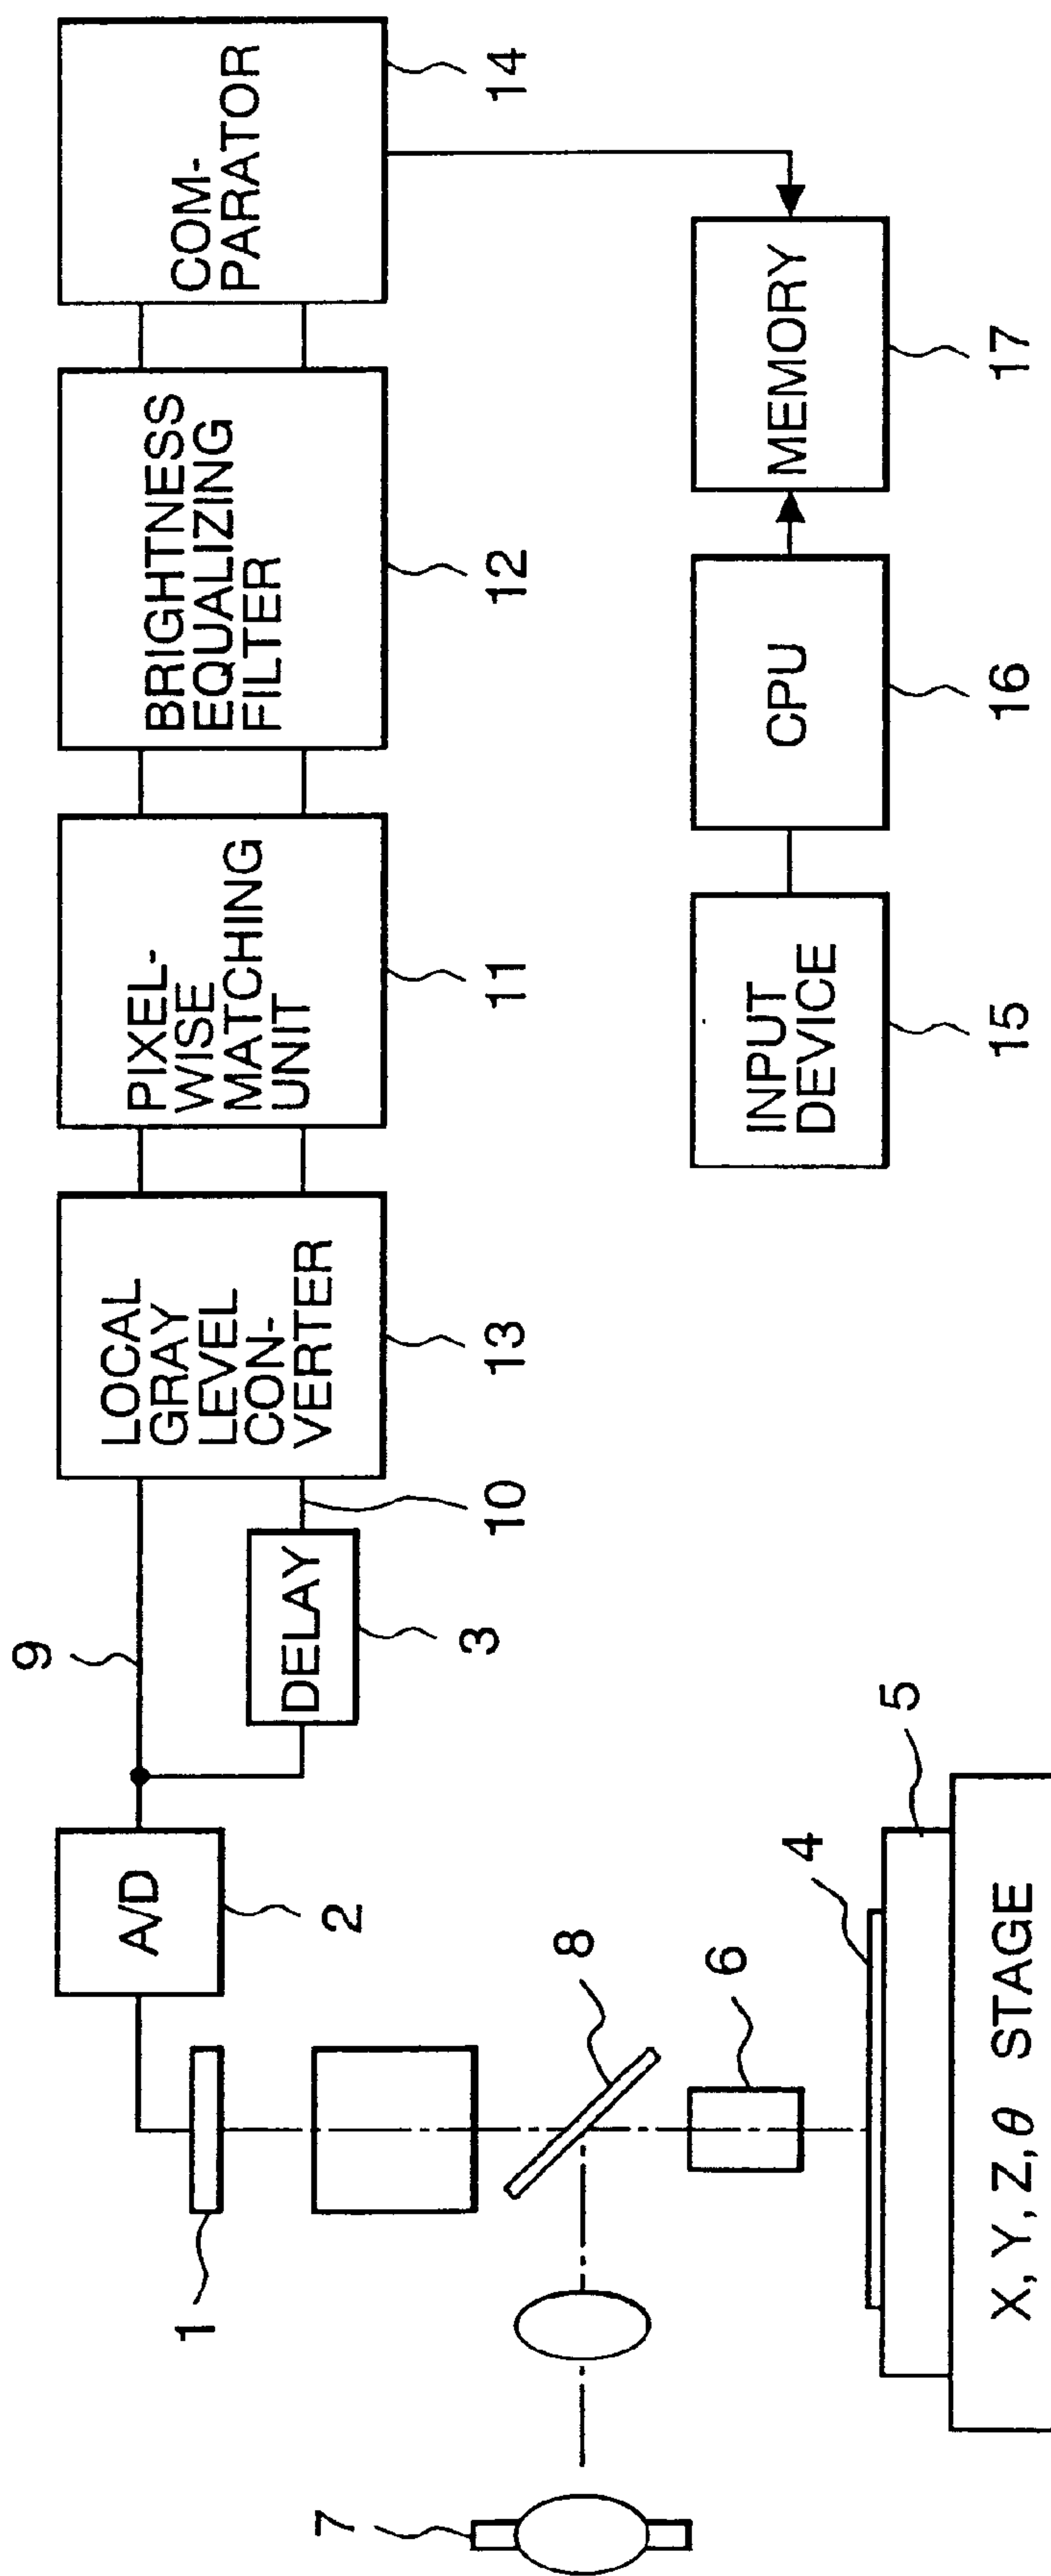 7
1
A/D
2
9
DELAY
3
10
LOCAL
GRAY
LEVEL
CON-
VERTER
13
PIXEL-
WISE
MATCHING
UNIT
11
BRIGHTNESS
EQUALIZING
FILTER
12
COM-
PARATOR
14
8
6
4
5
X, Y, Z, θ STAGE
INPUT
DEVICE
15
CPU
16
MEMORY
17